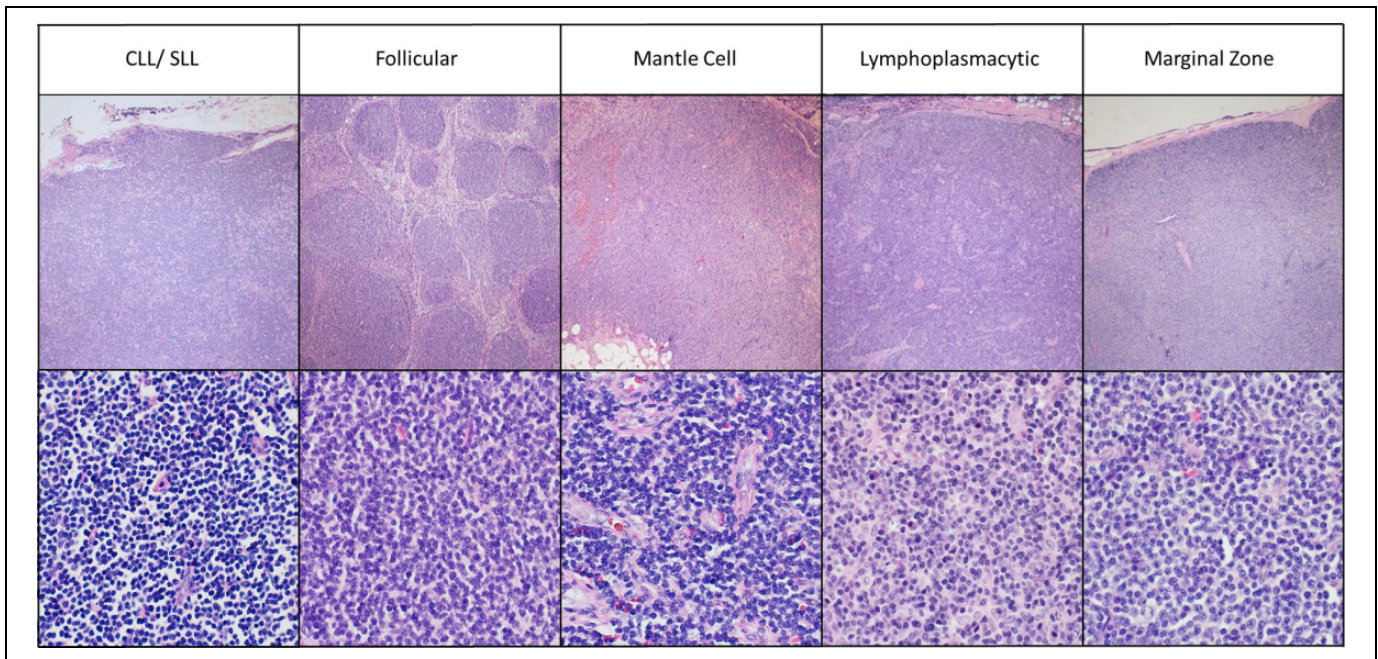 CLL/ SLL
Follicular
Mantle Cell
Lymphoplasmacytic
Marginal Zone